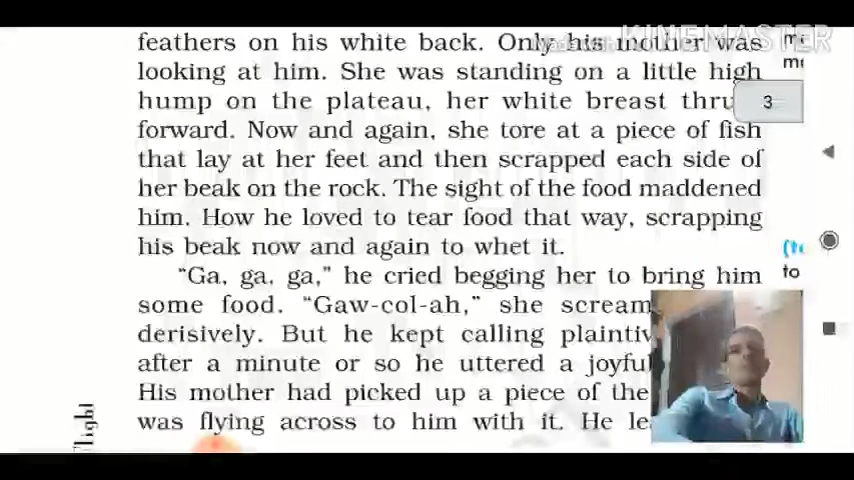 feathers on his white back. Only his mother was
looking at him. She was standing on a little high
hump on the plateau, her white breast
forward. Now and again, she tore at a piece of fish
that lay at her feet and then scrapped each side of
her beak on the rock. The sight of the food maddened
him. How he loved to tear food that way, scrapping
his beak now and again to whet it.
"Ga, ga, ga," he cried begging her to bring him
some food. "Gaw-col-ah," she
derisively. But he kept calling
after a minute or so he uttered a
His mother had picked up a piece of the
was flying across to him with it. He
Made with KINEMASTER
3
to